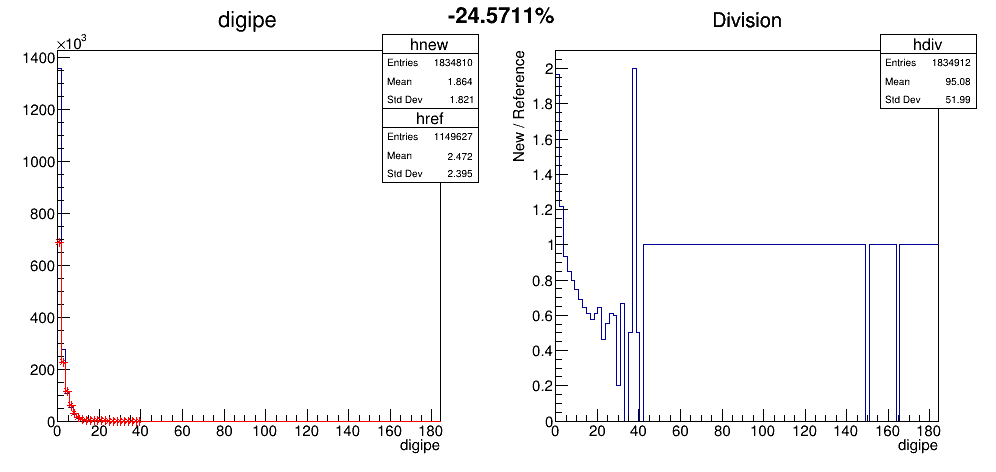 -24.5711%
digipe
×10³
hnew
Entries 1834810
Mean 1.864
Std Dev 1.821
href
Entries 1149627
Mean 2.472
Std Dev 2.395
1400
1200
1000
800
600
400
200
0
0 20 40 60 80 100 120 140 160 180
digipe
Division
hdiv
Entries 1834912
Mean 95.08
Std Dev 51.99
New / Reference
2
1.8
1.6
1.4
1.2
1
0.8
0.6
0.4
0.2
0
0 20 40 60 80 100 120 140 160 180
digipe